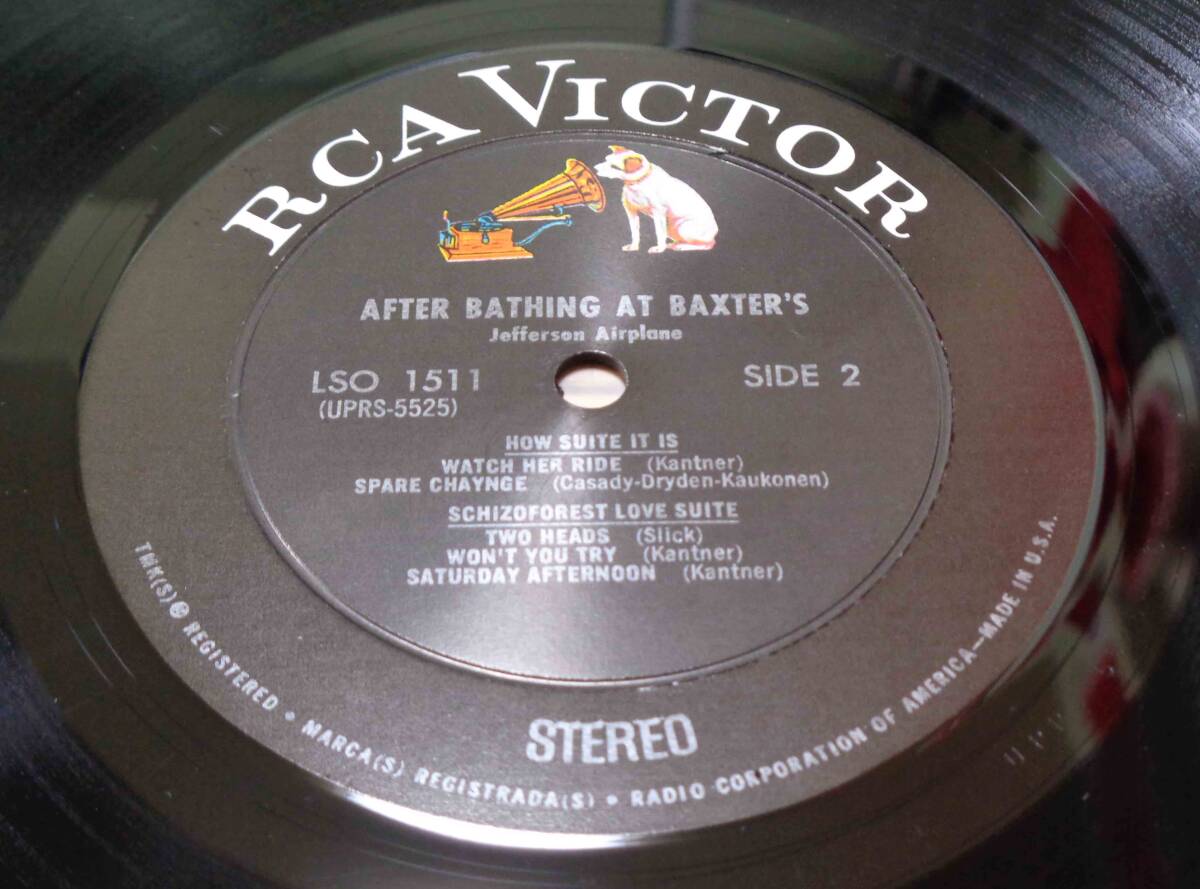 RCA VICTOR
AFTER BATHING AT BAXTER'S
Jefferson Airplane
LSO 1511
SIDE 2
(UPRS-5525)
HOW SUITE IT IS
WATCH HER RIDE (Kantner)
SPARE CHAYNGE (Casady-Dryden-Kaukonen)
SCHIZOFOREST LOVE SUITE
TWO HEADS (Slick)
WON'T YOU TRY (Kantner)
SATURDAY AFTERNOON (Kantner)
STEREO
TMK(S) ® REGISTERED • MARCA(S) REGISTRADA(S) • RADIO CORPORATION OF AMERICA—MADE IN U.S.A.